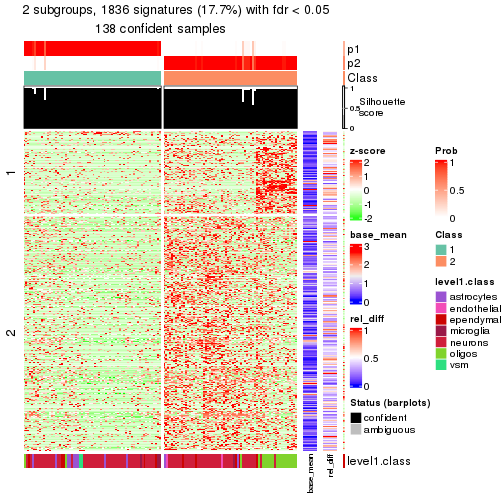 2 subgroups, 1836 signatures (17.7%) with fdr < 0.05
138 confident samples
p1
p2
Class
1
0.5
0
Silhouette
score
1
2
z-score
2
1
0
-1
-2
base_mean
3
2
1
0
rel_diff
1
0.5
0
Status (barplots)
confident
ambiguous
Prob
1
0.5
0
Class
1
2
level1.class
astrocytes
endothelial
ependymal
microglia
neurons
oligos
vsm
level1.class
base_mean
rel_diff